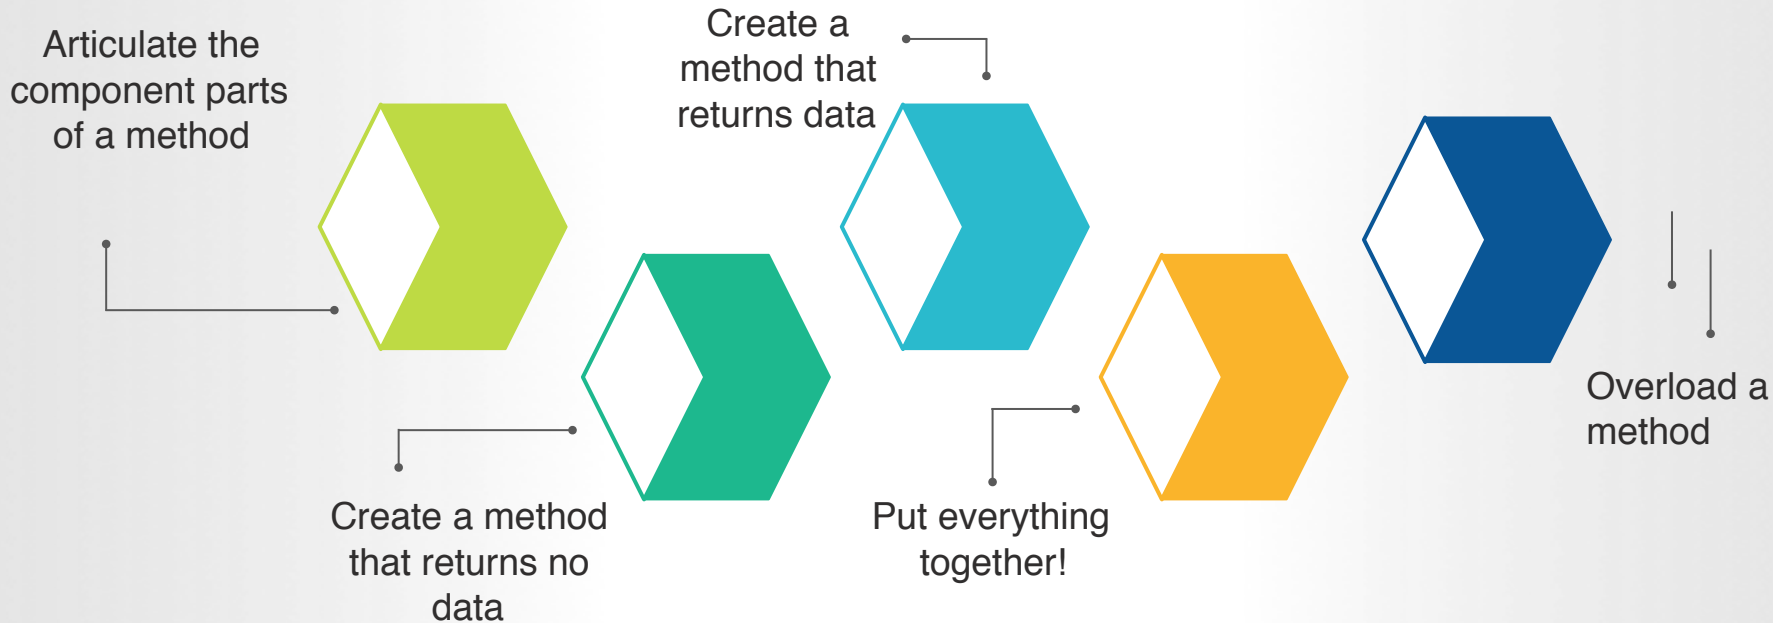 Articulate the
component parts
of a method
Create a method
that returns no
data
Create a
method that
returns data
Put everything
together!
Overload a
method